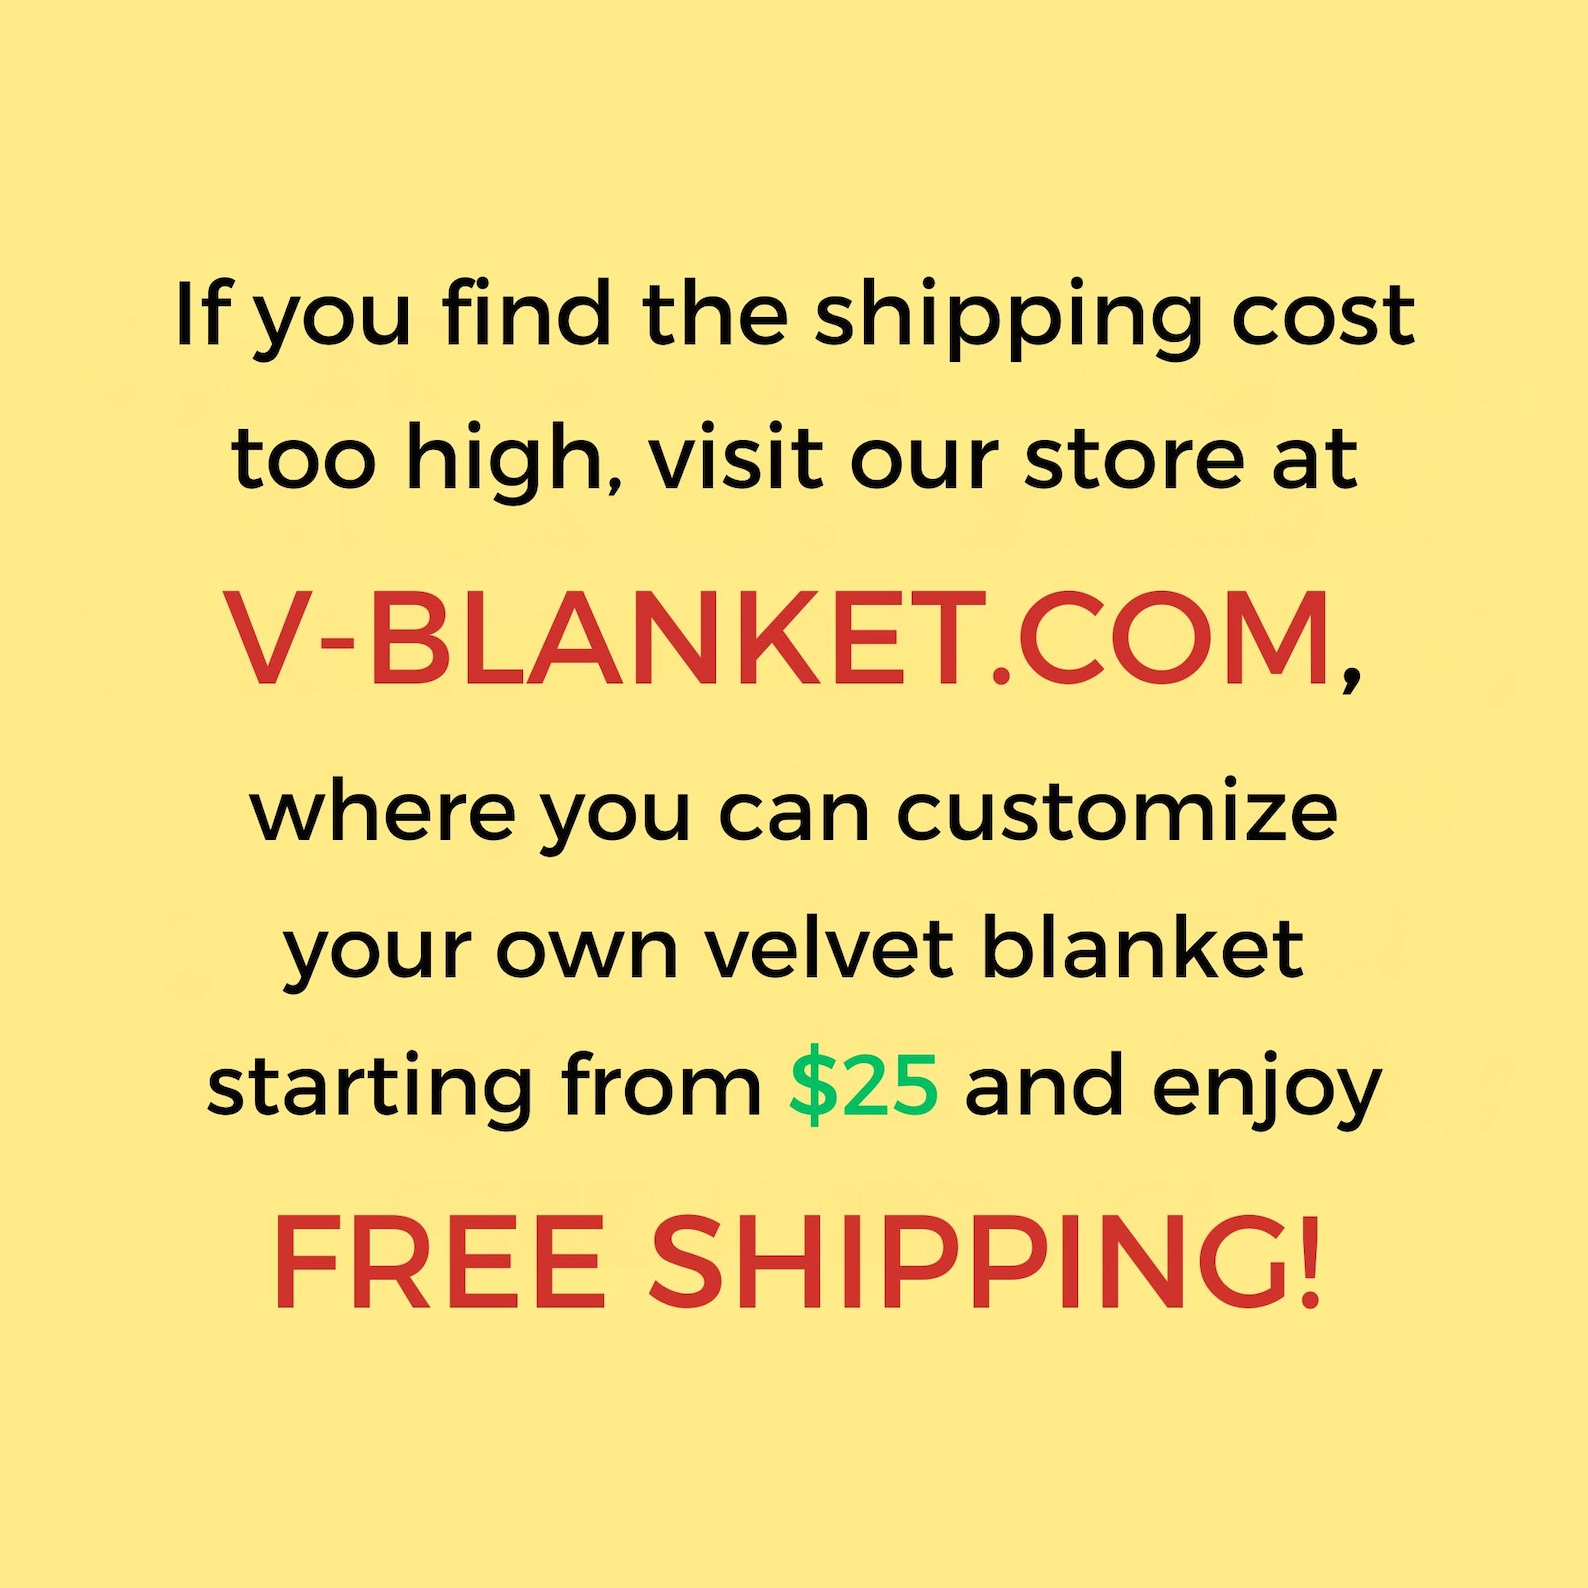 If you find the shipping cost
too high, visit our store at
V-BLANKET.COM,
where you can customize
your own velvet blanket
starting from $25 and enjoy
FREE SHIPPING!